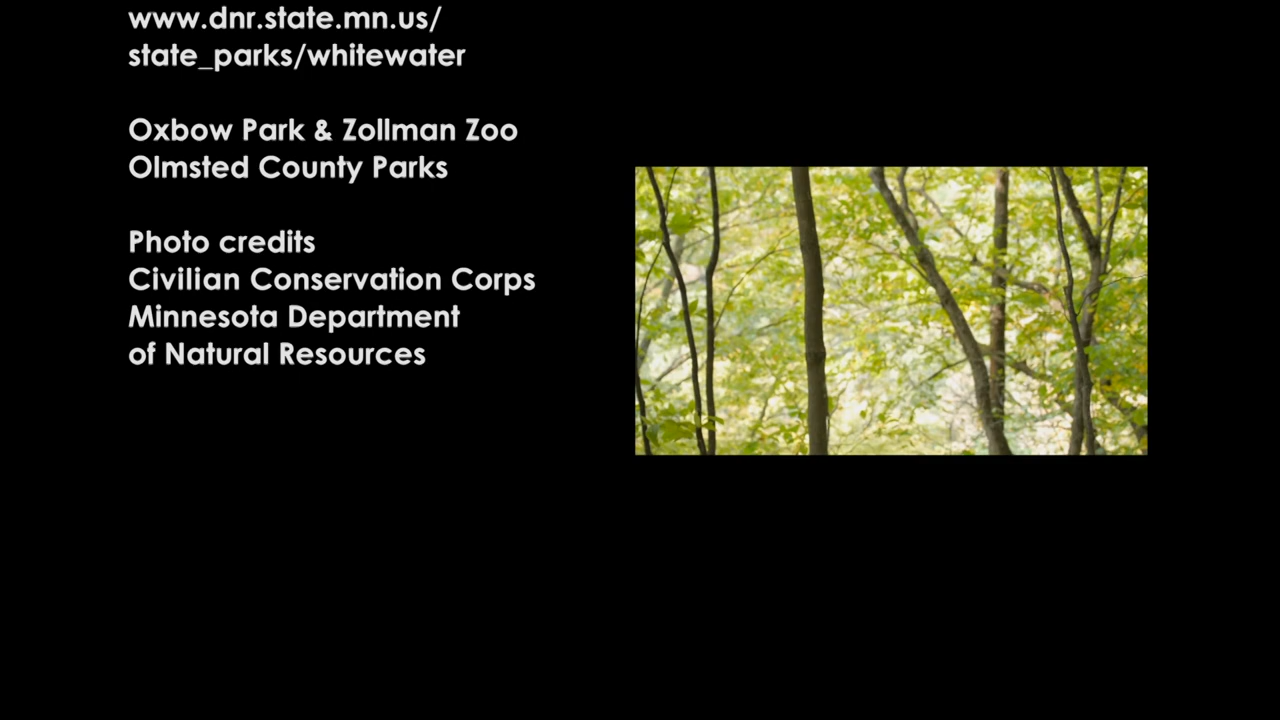 www.dnr.state.mn.us/
state_parks/whitewater
Oxbow Park & Zollman Zoo
Olmsted County Parks
Photo credits
Civilian Conservation Corps
Minnesota Department
of Natural Resources